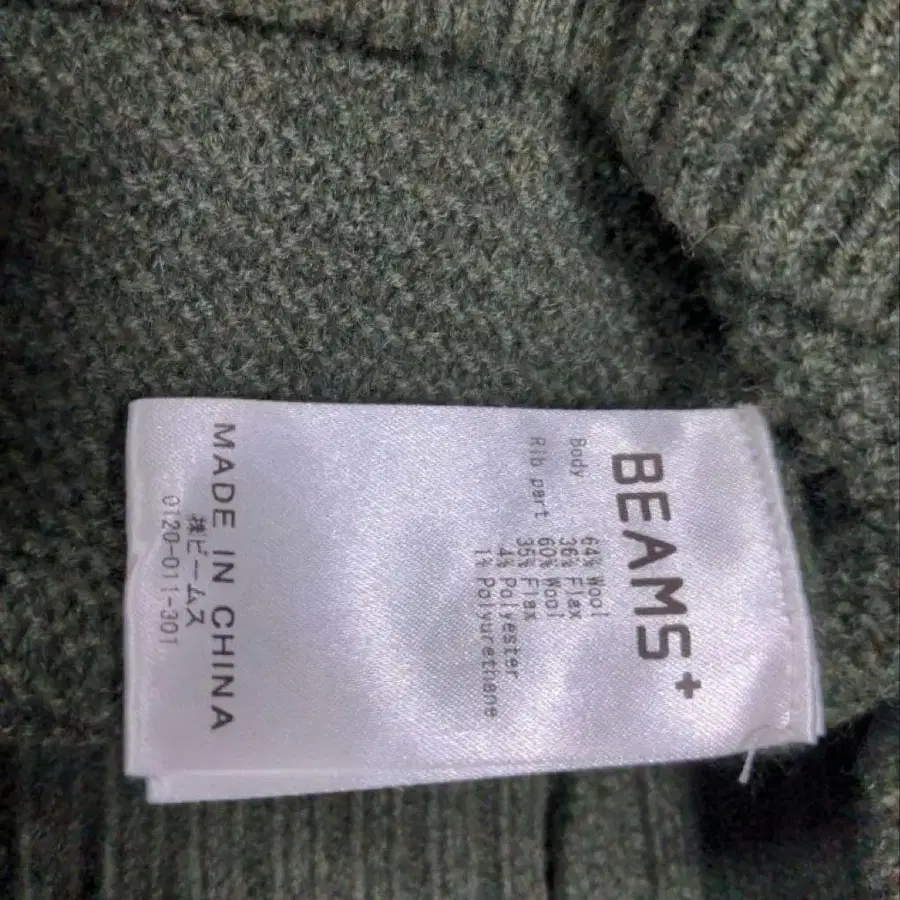 BEAMS+
Body 64% Wool
36% Flax
Rib part 60% Wool
35% Flax
4% Polyester
1% Polyurethane
MADE IN CHINA
㈱ビームス
0120-011-301